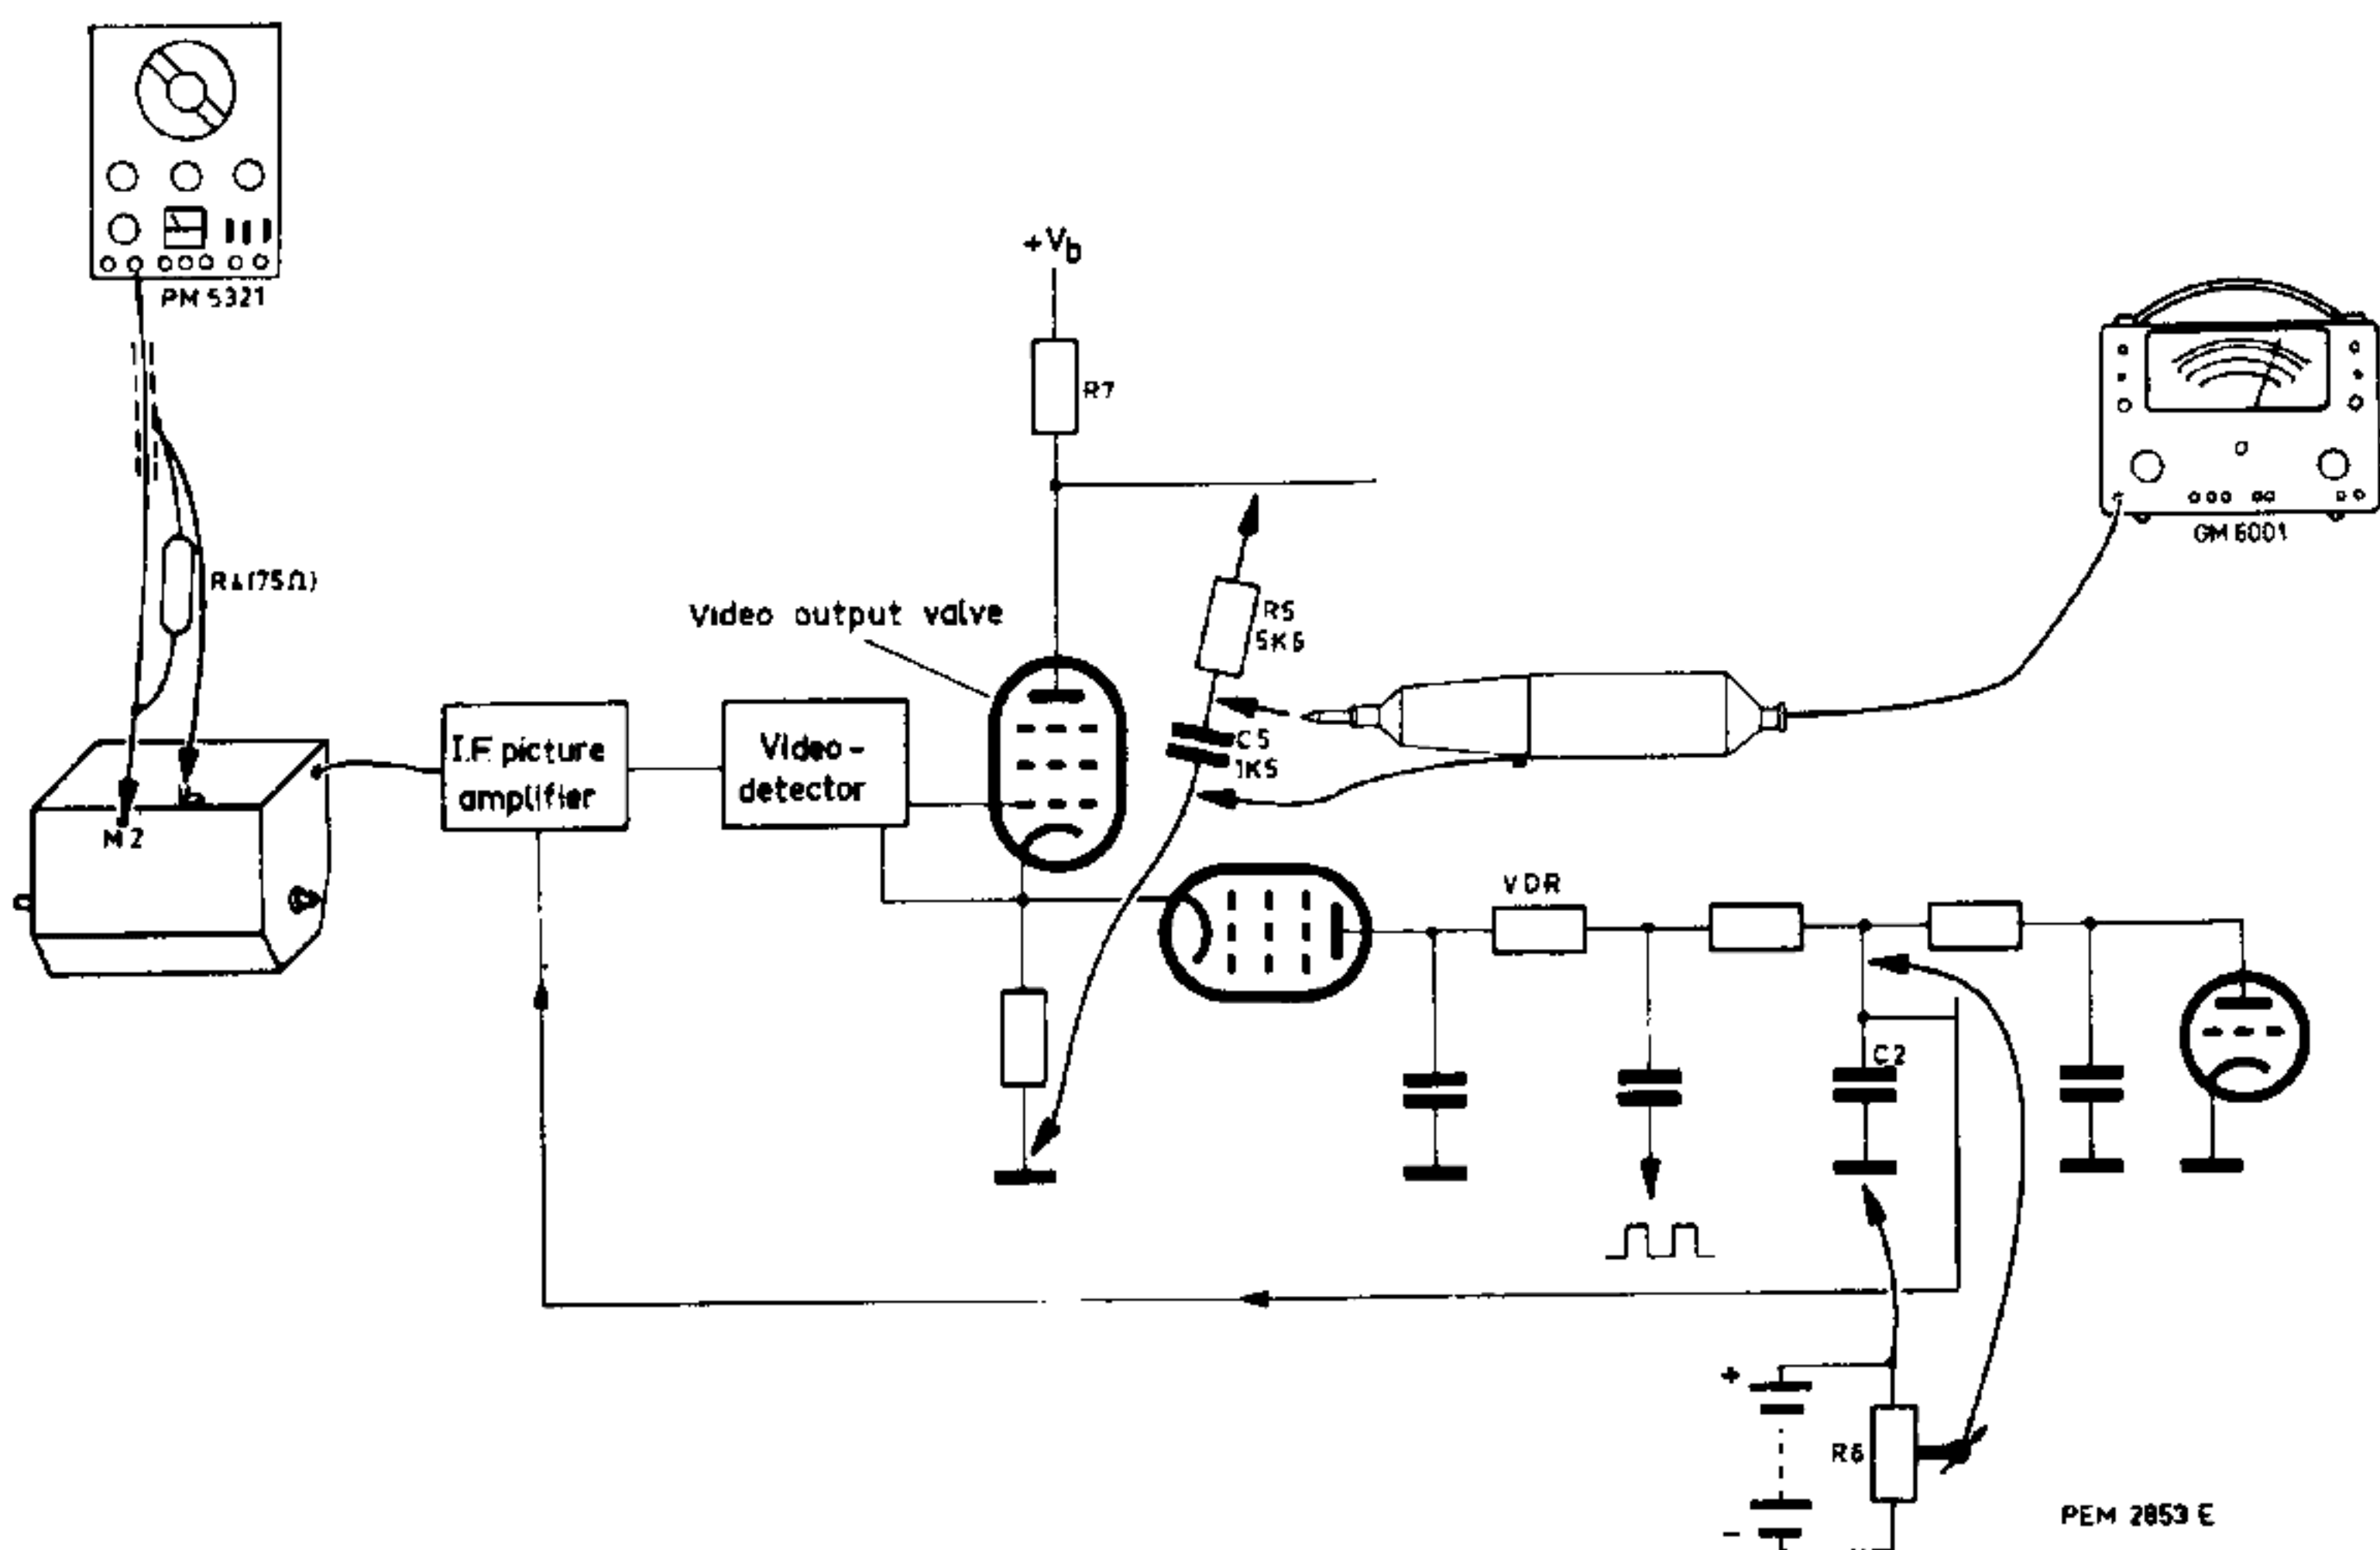 PM 5321
+Vb
R7
GM 6001
R4 (75Ω)
Video output valve
R5
5K6
I.F. picture
amplifier
Video-
detector
C5
1K5
M2
VDR
C2
+
R6
-
PEM 2853 E